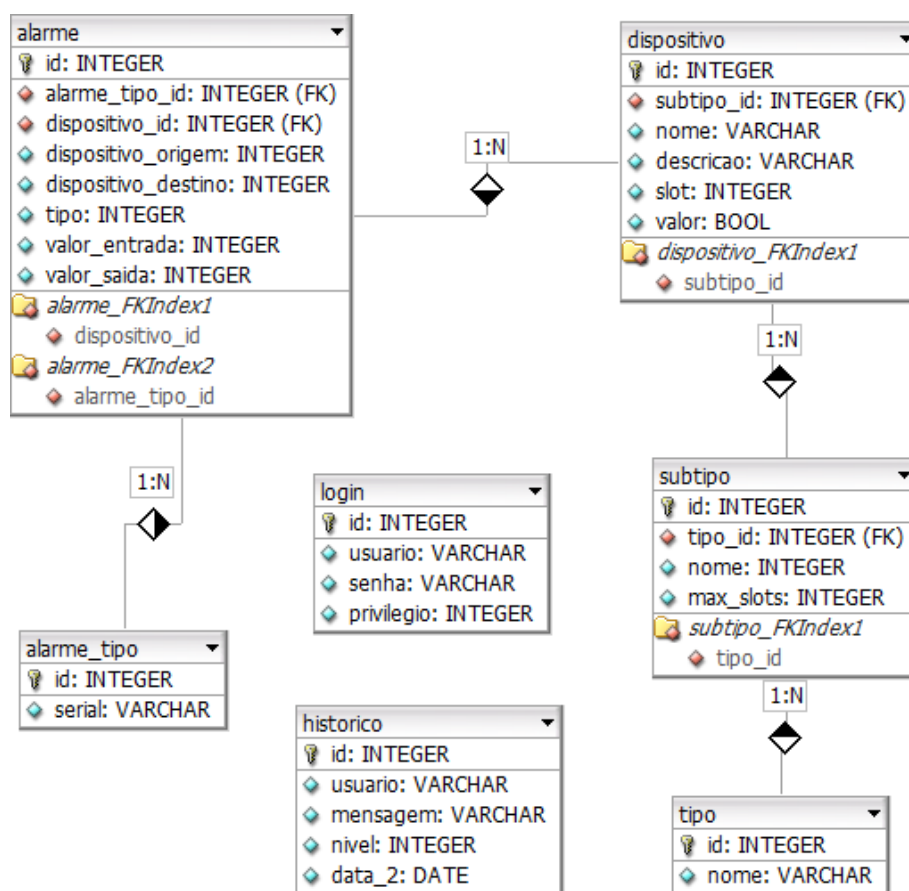 alarme
id: INTEGER
alarme_tipo_id: INTEGER (FK)
dispositivo_id: INTEGER (FK)
dispositivo_origem: INTEGER
dispositivo_destino: INTEGER
tipo: INTEGER
valor_entrada: INTEGER
valor_saida: INTEGER
alarme_FKIndex1
dispositivo_id
alarme_FKIndex2
alarme_tipo_id
1:N
dispositivo
id: INTEGER
subtipo_id: INTEGER (FK)
nome: VARCHAR
descricao: VARCHAR
slot: INTEGER
valor: BOOL
dispositivo_FKIndex1
subtipo_id
1:N
1:N
login
id: INTEGER
usuario: VARCHAR
senha: VARCHAR
privilegio: INTEGER
subtipo
id: INTEGER
tipo_id: INTEGER (FK)
nome: INTEGER
max_slots: INTEGER
subtipo_FKIndex1
tipo_id
alarme_tipo
id: INTEGER
serial: VARCHAR
1:N
historico
id: INTEGER
usuario: VARCHAR
mensagem: VARCHAR
nivel: INTEGER
data_2: DATE
tipo
id: INTEGER
nome: VARCHAR